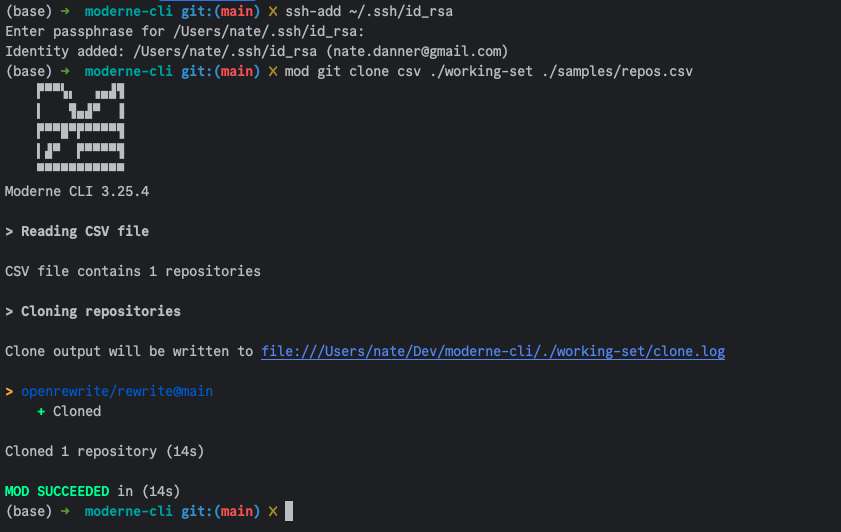 (base) → moderne-cli git:(main) ✗ ssh-add ~/.ssh/id_rsa
Enter passphrase for /Users/nate/.ssh/id_rsa:
Identity added: /Users/nate/.ssh/id_rsa (nate.danner@gmail.com)
(base) → moderne-cli git:(main) ✗ mod git clone csv ./working-set ./samples/repos.csv
Moderne CLI 3.25.4
> Reading CSV file
CSV file contains 1 repositories
> Cloning repositories
Clone output will be written to file:///Users/nate/Dev/moderne-cli/./working-set/clone.log
> openrewrite/rewrite@main
+ Cloned
Cloned 1 repository (14s)
MOD SUCCEEDED in (14s)
(base) → moderne-cli git:(main) ✗